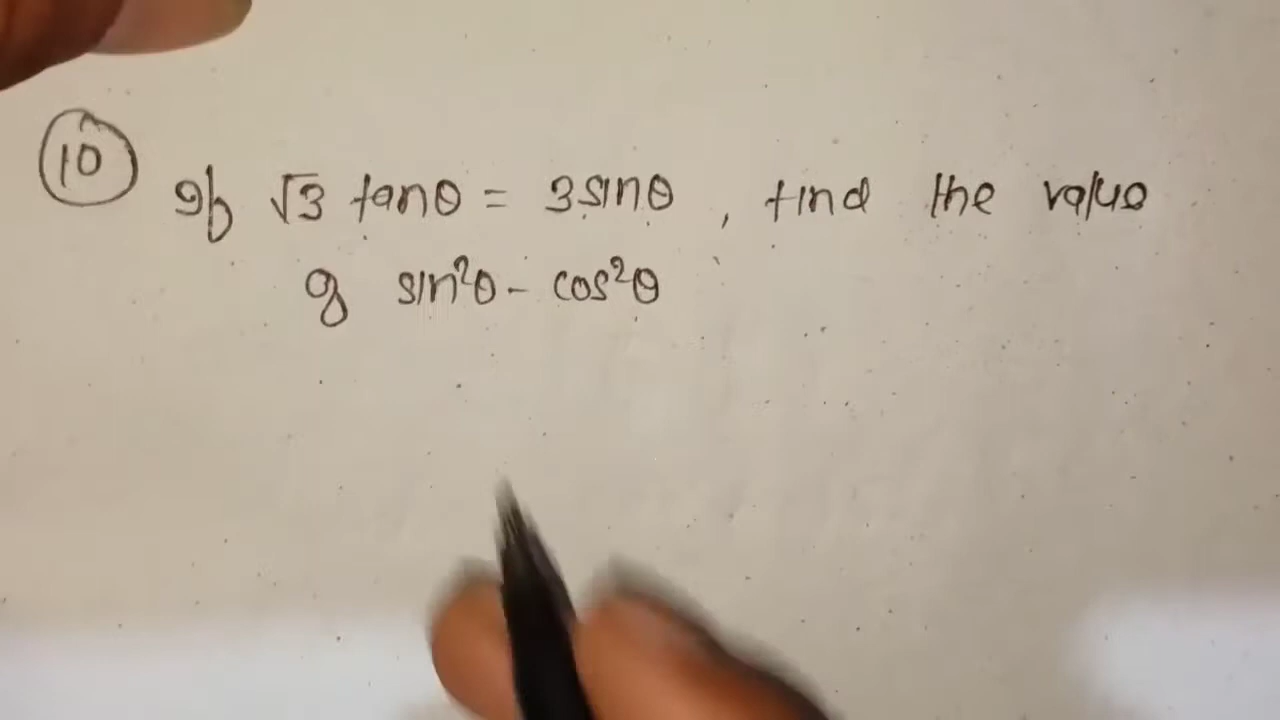 10 If √3 tanθ = 3sinθ , find the value
of sin²θ - cos²θ